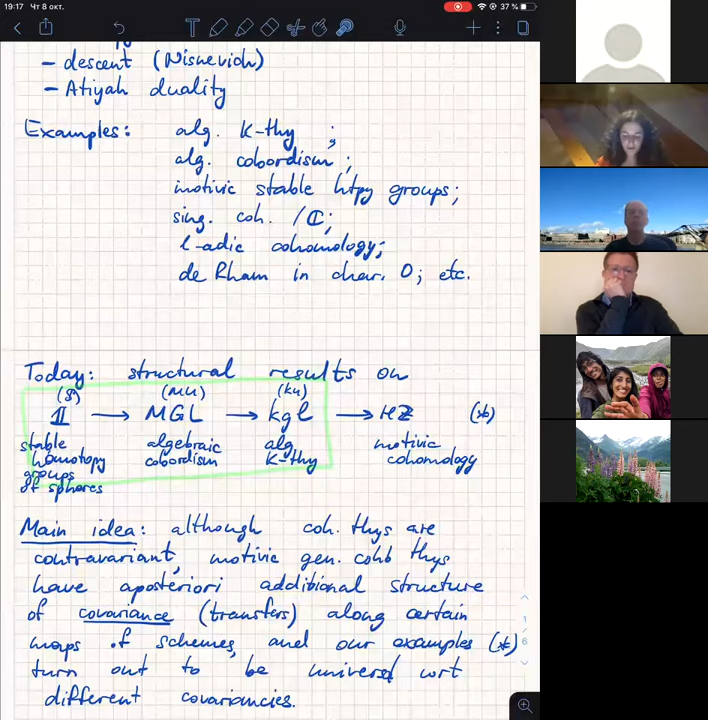 19:17 Чт 8 окт.
37 %
- descent (Nisnevich)
- Atiyah duality
Examples: alg. K-thy ;
alg. cobordism ;
motivic stable htpy groups;
sing. coh. /ℂ;
l-adic cohomology;
de Rham in char. 0; etc.
Today: structural results on
(S) (MU) (ku)
𝟙 → MGL → kgl → Hℤ (*)
stable algebraic alg. motivic
homotopy cobordism K-thy cohomology
groups
of spheres
Main idea: although coh. thys are
contravariant, motivic gen. coh thys
have aposteriori additional structure
of covariance (transfers) along certain
maps of schemes, and our examples (*)
turn out to be universal wrt
different covariancies.
1
6